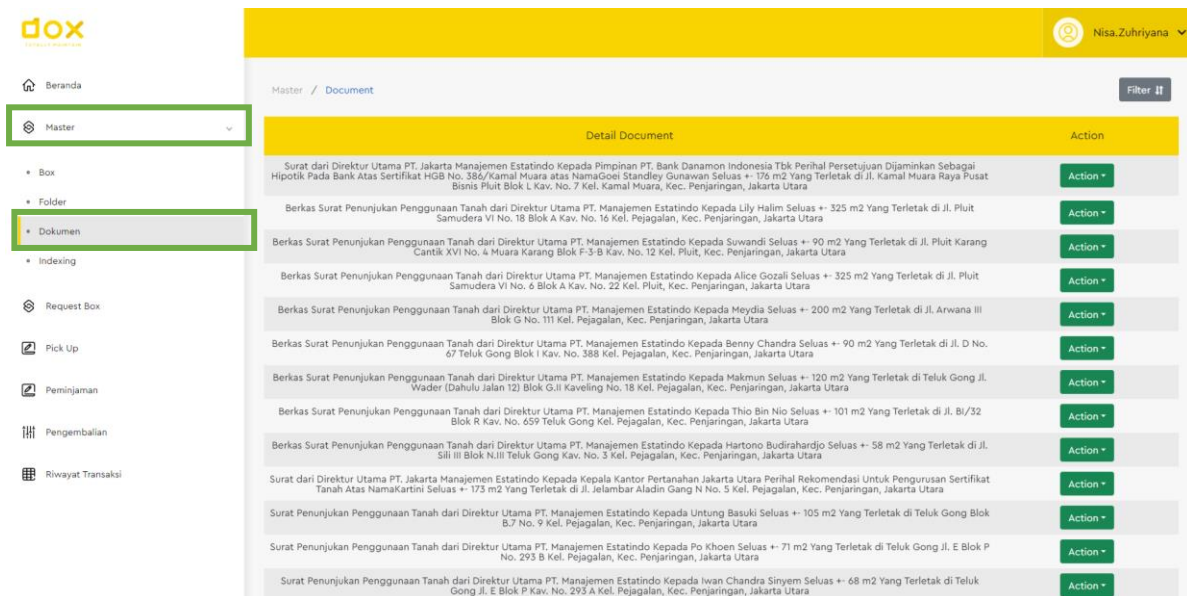 dox
Nisa.Zuhriyana
Beranda
Master / Document
Filter
Master
Detail Document
Action
Box
Folder
Dokumen
Indexing
Request Box
Pick Up
Peminjaman
Pengembalian
Riwayat Transaksi
Surat dari Direktur Utama PT. Jakarta Manajemen Estatindo Kepada Pimpinan PT. Bank Danamon Indonesia Tbk Perihal Persetujuan Dijaminkan Sebagai
Hipotik Pada Bank Atas Sertifikat HGB No. 386/Kamal Muara atas NamaGoei Standley Gunawan Seluas +- 176 m2 Yang Terletak di Jl. Kamal Muara Raya Pusat
Bisnis Pluit Blok L Kav. No. 7 Kel. Kamal Muara, Kec. Penjaringan, Jakarta Utara
Action
Berkas Surat Penunjukan Penggunaan Tanah dari Direktur Utama PT. Manajemen Estatindo Kepada Lily Halim Seluas +- 325 m2 Yang Terletak di Jl. Pluit
Samudera VI No. 18 Blok A Kav. No. 16 Kel. Pejagalan, Kec. Penjaringan, Jakarta Utara
Action
Berkas Surat Penunjukan Penggunaan Tanah dari Direktur Utama PT. Manajemen Estatindo Kepada Suwandi Seluas +- 90 m2 Yang Terletak di Jl. Pluit Karang
Cantik XVI No. 4 Muara Karang Blok F-3-B Kav. No. 12 Kel. Pluit, Kec. Penjaringan, Jakarta Utara
Action
Berkas Surat Penunjukan Penggunaan Tanah dari Direktur Utama PT. Manajemen Estatindo Kepada Alice Gozali Seluas +- 325 m2 Yang Terletak di Jl. Pluit
Samudera VI No. 6 Blok A Kav. No. 22 Kel. Pluit, Kec. Penjaringan, Jakarta Utara
Action
Berkas Surat Penunjukan Penggunaan Tanah dari Direktur Utama PT. Manajemen Estatindo Kepada Meydia Seluas +- 200 m2 Yang Terletak di Jl. Arwana III
Blok G No. 111 Kel. Pejagalan, Kec. Penjaringan, Jakarta Utara
Action
Berkas Surat Penunjukan Penggunaan Tanah dari Direktur Utama PT. Manajemen Estatindo Kepada Benny Chandra Seluas +- 90 m2 Yang Terletak di Jl. D No.
67 Teluk Gong Blok I Kav. No. 388 Kel. Pejagalan, Kec. Penjaringan, Jakarta Utara
Action
Berkas Surat Penunjukan Penggunaan Tanah dari Direktur Utama PT. Manajemen Estatindo Kepada Makmun Seluas +- 120 m2 Yang Terletak di Teluk Gong Jl.
Wader (Dahulu Jalan 12) Blok G.II Kaveling No. 18 Kel. Pejagalan, Kec. Penjaringan, Jakarta Utara
Action
Berkas Surat Penunjukan Penggunaan Tanah dari Direktur Utama PT. Manajemen Estatindo Kepada Thio Bin Nio Seluas +- 101 m2 Yang Terletak di Jl. BI/32
Blok R Kav. No. 659 Teluk Gong Kel. Pejagalan, Kec. Penjaringan, Jakarta Utara
Action
Berkas Surat Penunjukan Penggunaan Tanah dari Direktur Utama PT. Manajemen Estatindo Kepada Hartono Budirahardjo Seluas +- 58 m2 Yang Terletak di Jl.
Sili III Blok N.III Teluk Gong Kav. No. 3 Kel. Pejagalan, Kec. Penjaringan, Jakarta Utara
Action
Surat dari Direktur Utama PT. Jakarta Manajemen Estatindo Kepada Kepala Kantor Pertanahan Jakarta Utara Perihal Rekomendasi Untuk Pengurusan Sertifikat
Tanah Atas NamaKartini Seluas +- 173 m2 Yang Terletak di Jl. Jelambar Aladin Gang N No. 5 Kel. Pejagalan, Kec. Penjaringan, Jakarta Utara
Action
Surat Penunjukan Penggunaan Tanah dari Direktur Utama PT. Manajemen Estatindo Kepada Untung Basuki Seluas +- 105 m2 Yang Terletak di Teluk Gong Blok
B.7 No. 9 Kel. Pejagalan, Kec. Penjaringan, Jakarta Utara
Action
Surat Penunjukan Penggunaan Tanah dari Direktur Utama PT. Manajemen Estatindo Kepada Po Khoen Seluas +- 71 m2 Yang Terletak di Teluk Gong Jl. E Blok P
No. 293 B Kel. Pejagalan, Kec. Penjaringan, Jakarta Utara
Action
Surat Penunjukan Penggunaan Tanah dari Direktur Utama PT. Manajemen Estatindo Kepada Iwan Chandra Sinyem Seluas +- 68 m2 Yang Terletak di Teluk
Gong Jl. E Blok P Kav. No. 293 A Kel. Pejagalan, Kec. Penjaringan, Jakarta Utara
Action